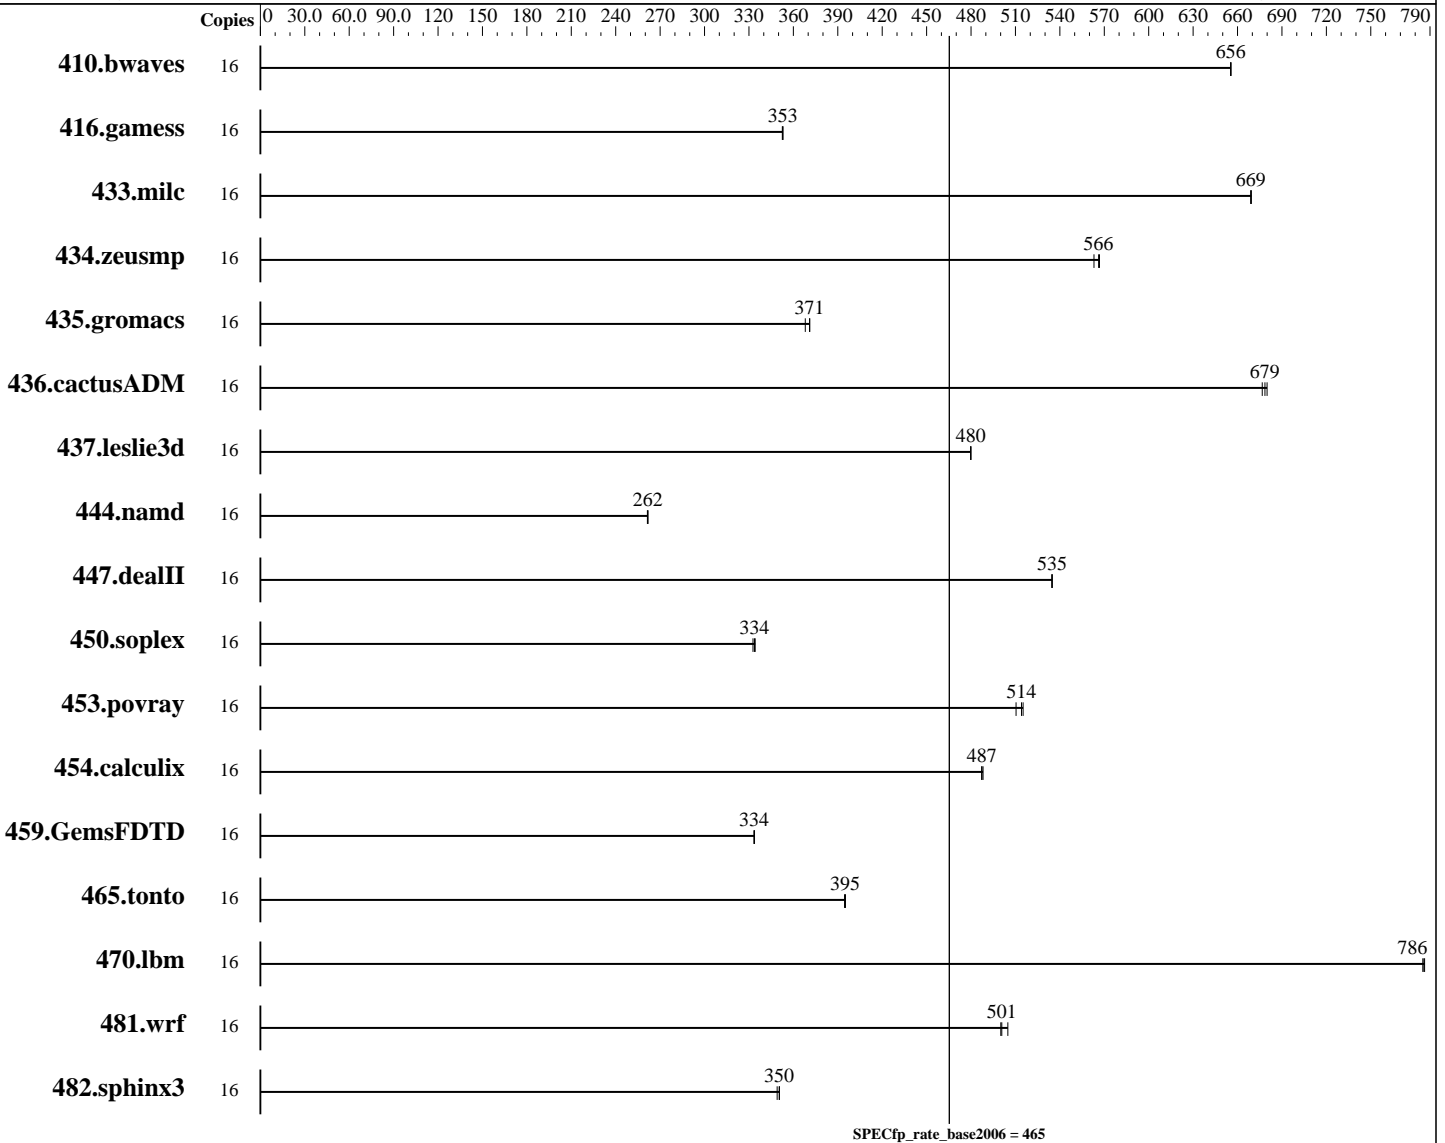 Copies 0 30.0 60.0 90.0 120 150 180 210 240 270 300 330 360 390 420 450 480 510 540 570 600 630 660 690 720 750 790
410.bwaves 16 656
416.gamess 16 353
433.milc 16 669
434.zeusmp 16 566
435.gromacs 16 371
436.cactusADM 16 679
437.leslie3d 16 480
444.namd 16 262
447.dealII 16 535
450.soplex 16 334
453.povray 16 514
454.calculix 16 487
459.GemsFDTD 16 334
465.tonto 16 395
470.lbm 16 786
481.wrf 16 501
482.sphinx3 16 350
SPECfp_rate_base2006 = 465